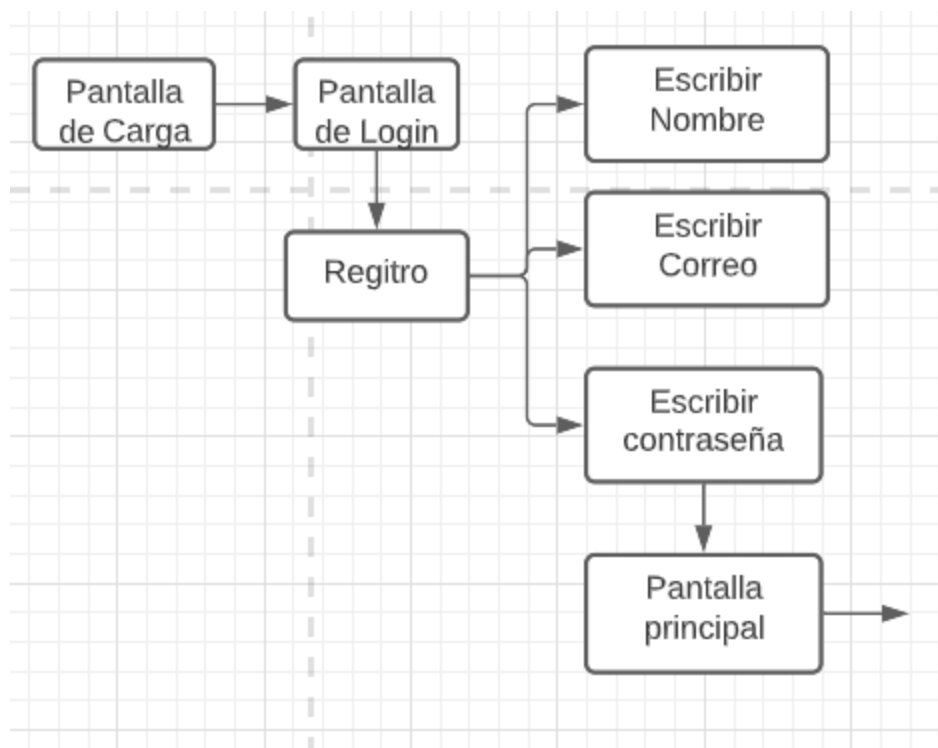 Pantalla
de Carga
Pantalla
de Login
Escribir
Nombre
Escribir
Correo
Regitro
Escribir
contraseña
Pantalla
principal